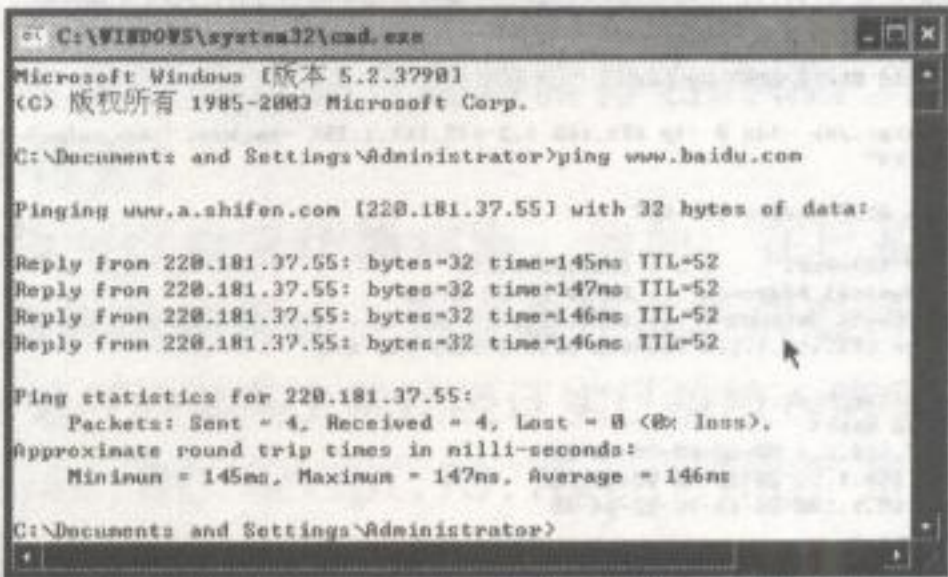 C:\WINDOWS\system32\cmd.exe
Microsoft Windows [版本 5.2.3790]
(C) 版权所有 1985-2003 Microsoft Corp.
C:\Documents and Settings\Administrator>ping www.baidu.com
Pinging www.a.shifen.com [220.181.37.55] with 32 bytes of data:
Reply from 220.181.37.55: bytes=32 time=145ms TTL=52
Reply from 220.181.37.55: bytes=32 time=147ms TTL=52
Reply from 220.181.37.55: bytes=32 time=146ms TTL=52
Reply from 220.181.37.55: bytes=32 time=146ms TTL=52
Ping statistics for 220.181.37.55:
Packets: Sent = 4, Received = 4, Lost = 0 (0% loss),
Approximate round trip times in milli-seconds:
Minimum = 145ms, Maximum = 147ms, Average = 146ms
C:\Documents and Settings\Administrator>